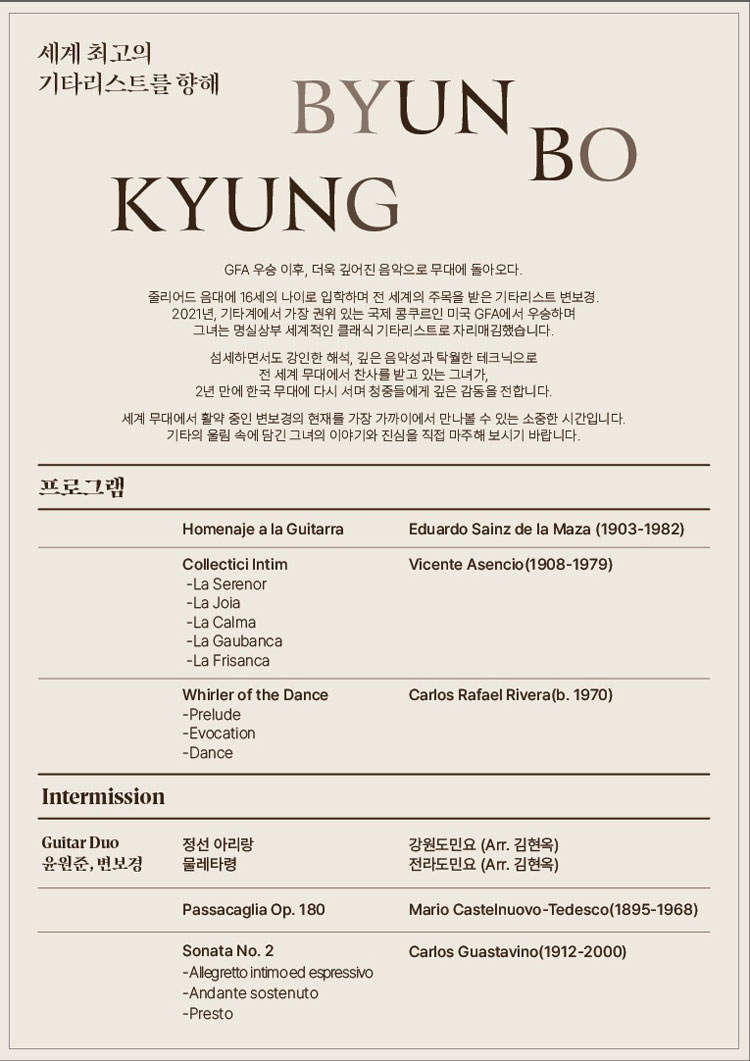 세계 최고의
기타리스트를 향해
BYUN
BO
KYUNG
GFA 우승 이후, 더욱 깊어진 음악으로 무대에 돌아오다.
줄리어드 음대에 16세의 나이로 입학하며 전 세계의 주목을 받은 기타리스트 변보경.
2021년, 기타계에서 가장 권위 있는 국제 콩쿠르인 미국 GFA에서 우승하며
그녀는 명실상부 세계적인 클래식 기타리스트로 자리매김했습니다.
섬세하면서도 강인한 해석, 깊은 음악성과 탁월한 테크닉으로
전 세계 무대에서 찬사를 받고 있는 그녀가,
2년 만에 한국 무대에 다시 서며 청중들에게 깊은 감동을 전합니다.
세계 무대에서 활약 중인 변보경의 현재를 가장 가까이에서 만나볼 수 있는 소중한 시간입니다.
기타의 울림 속에 담긴 그녀의 이야기와 진심을 직접 마주해 보시기 바랍니다.
프로그램
Homenaje a la Guitarra Eduardo Sainz de la Maza (1903-1982)
Collectici Intim Vicente Asencio(1908-1979)
-La Serenor
-La Joia
-La Calma
-La Gaubanca
-La Frisanca
Whirler of the Dance Carlos Rafael Rivera(b. 1970)
-Prelude
-Evocation
-Dance
Intermission
Guitar Duo 정선 아리랑 강원도민요 (Arr. 김현옥)
윤원준, 변보경 물레타령 전라도민요 (Arr. 김현옥)
Passacaglia Op. 180 Mario Castelnuovo-Tedesco(1895-1968)
Sonata No. 2 Carlos Guastavino(1912-2000)
-Allegretto intimo ed espressivo
-Andante sostenuto
-Presto